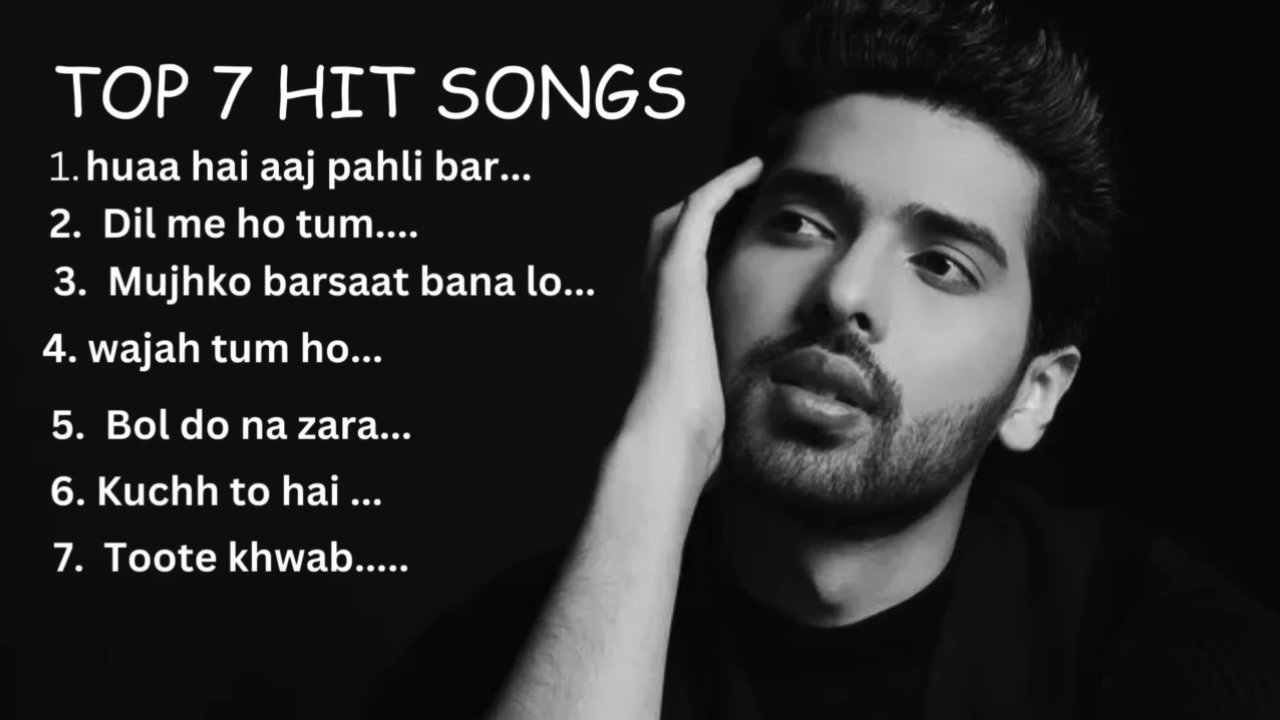 TOP 7 HIT SONGS
1. huaa hai aaj pahli bar...
2. Dil me ho tum....
3. Mujhko barsaat bana lo...
4. wajah tum ho...
5. Bol do na zara...
6. Kuchh to hai ...
7. Toote khwab.....